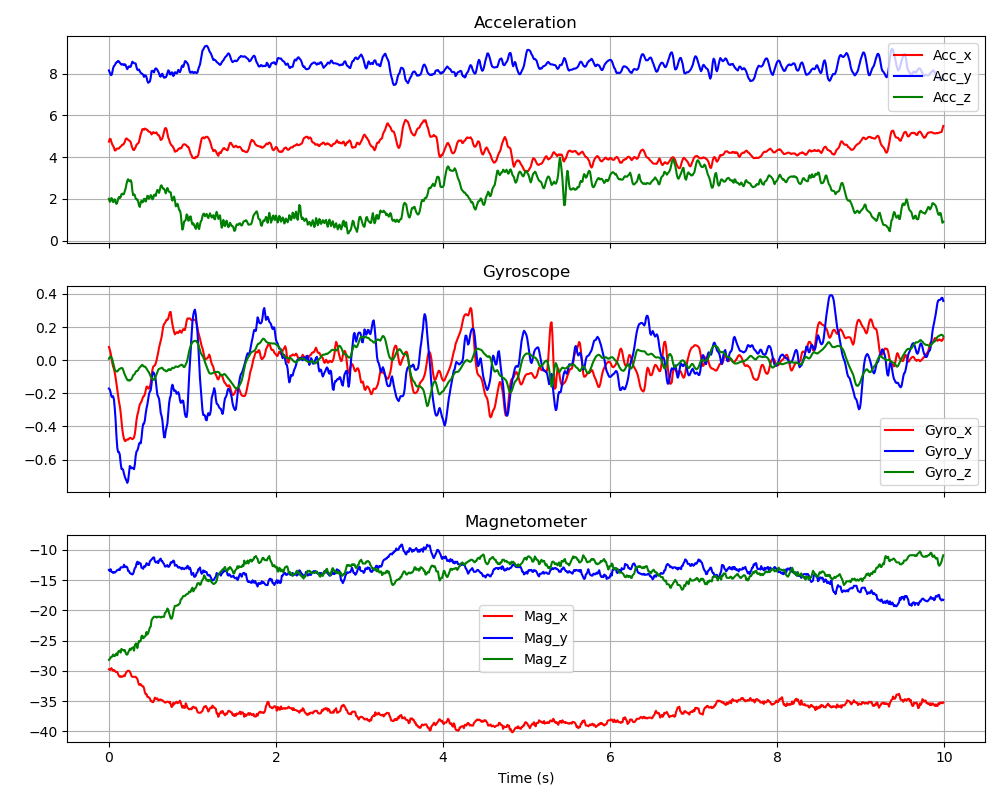 Acceleration
8
6
4
2
0
Acc_x
Acc_y
Acc_z
Gyroscope
0.4
0.2
0.0
−0.2
−0.4
−0.6
Gyro_x
Gyro_y
Gyro_z
Magnetometer
−10
−15
−20
−25
−30
−35
−40
Mag_x
Mag_y
Mag_z
0 2 4 6 8 10
Time (s)